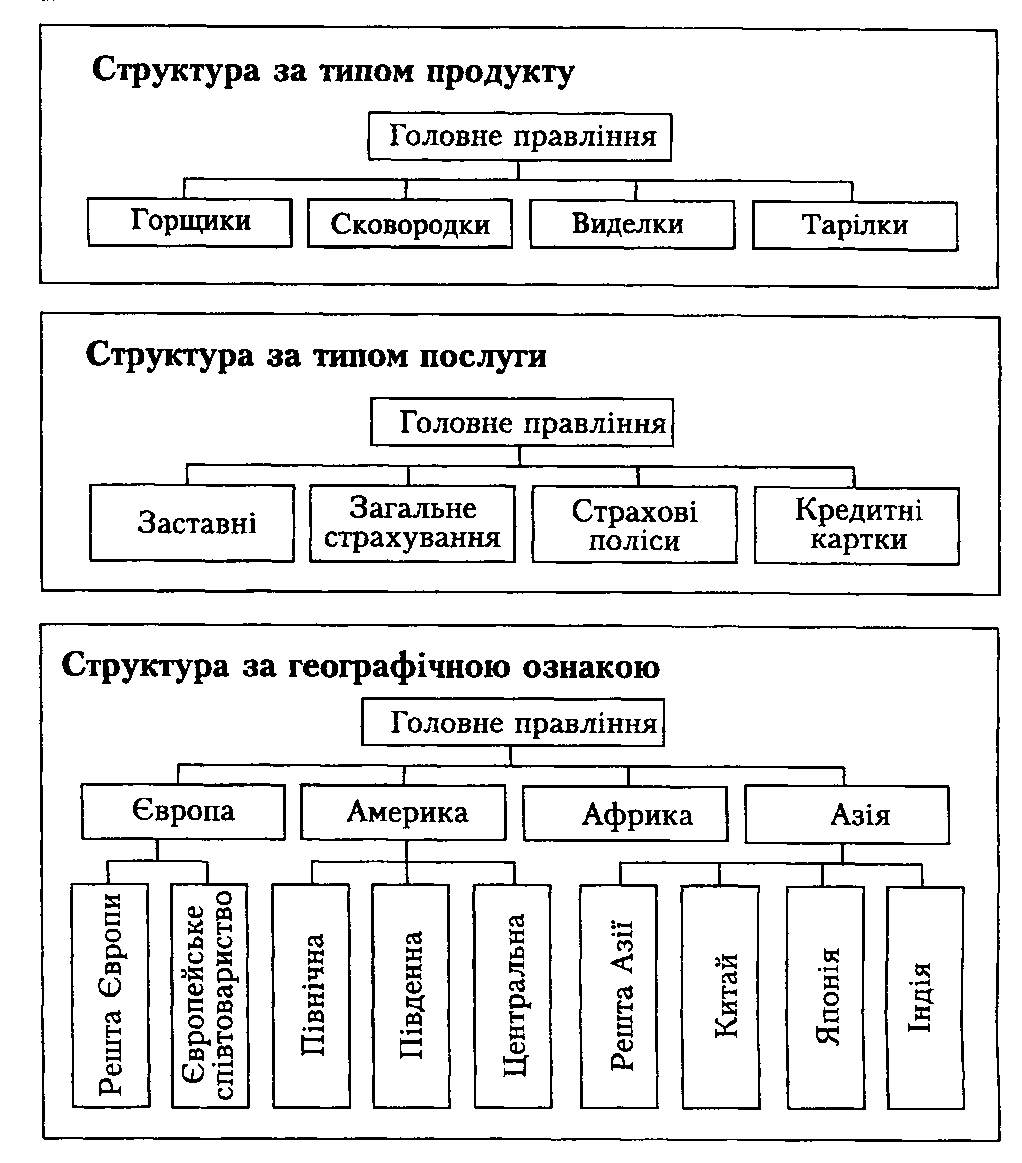 Структура за типом продукту
Головне правління
Горщики
Сковородки
Виделки
Тарілки
Структура за типом послуги
Головне правління
Заставні
Загальне
страхування
Страхові
поліси
Кредитні
картки
Структура за географічною ознакою
Головне правління
Європа
Америка
Африка
Азія
Решта Європи
Європейське
співтовариство
Північна
Південна
Центральна
Решта Азії
Китай
Японія
Індія